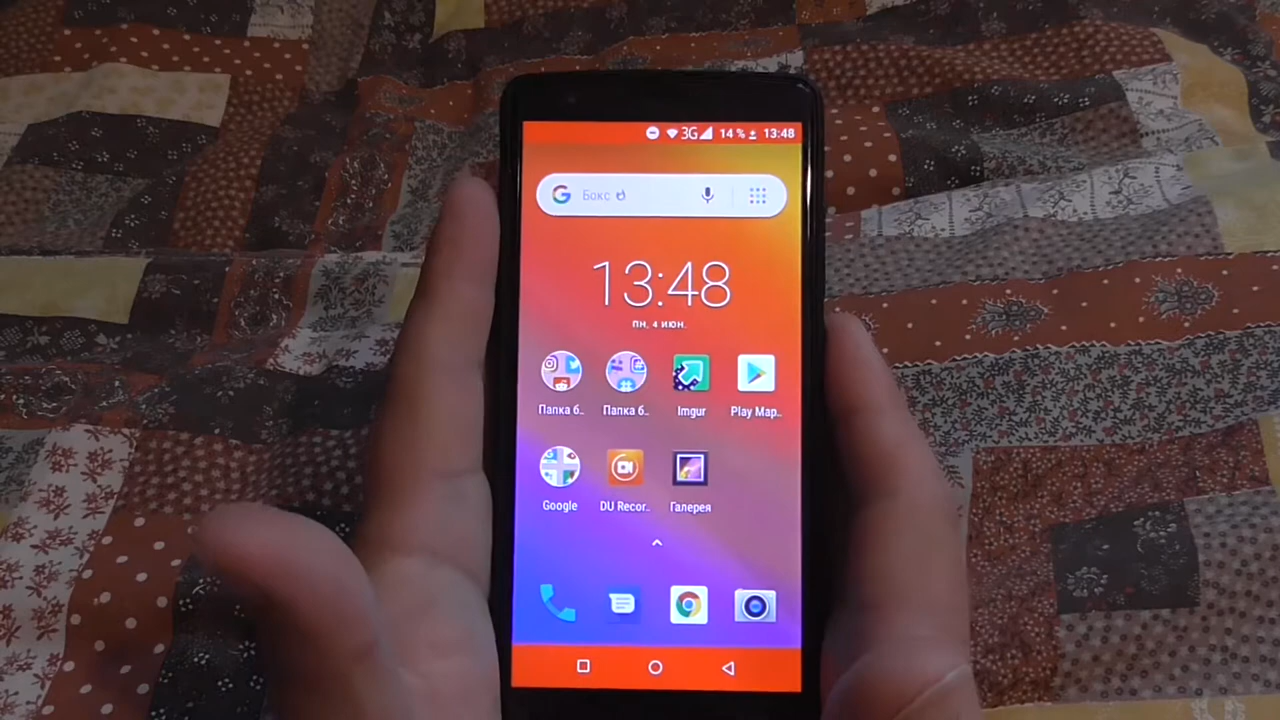 3G 14 % 13:48
Бокс
13:48
ПН, 4 ИЮН.
Папка б.. Папка б.. Imgur Play Мар..
Google DU Recor.. Галерея